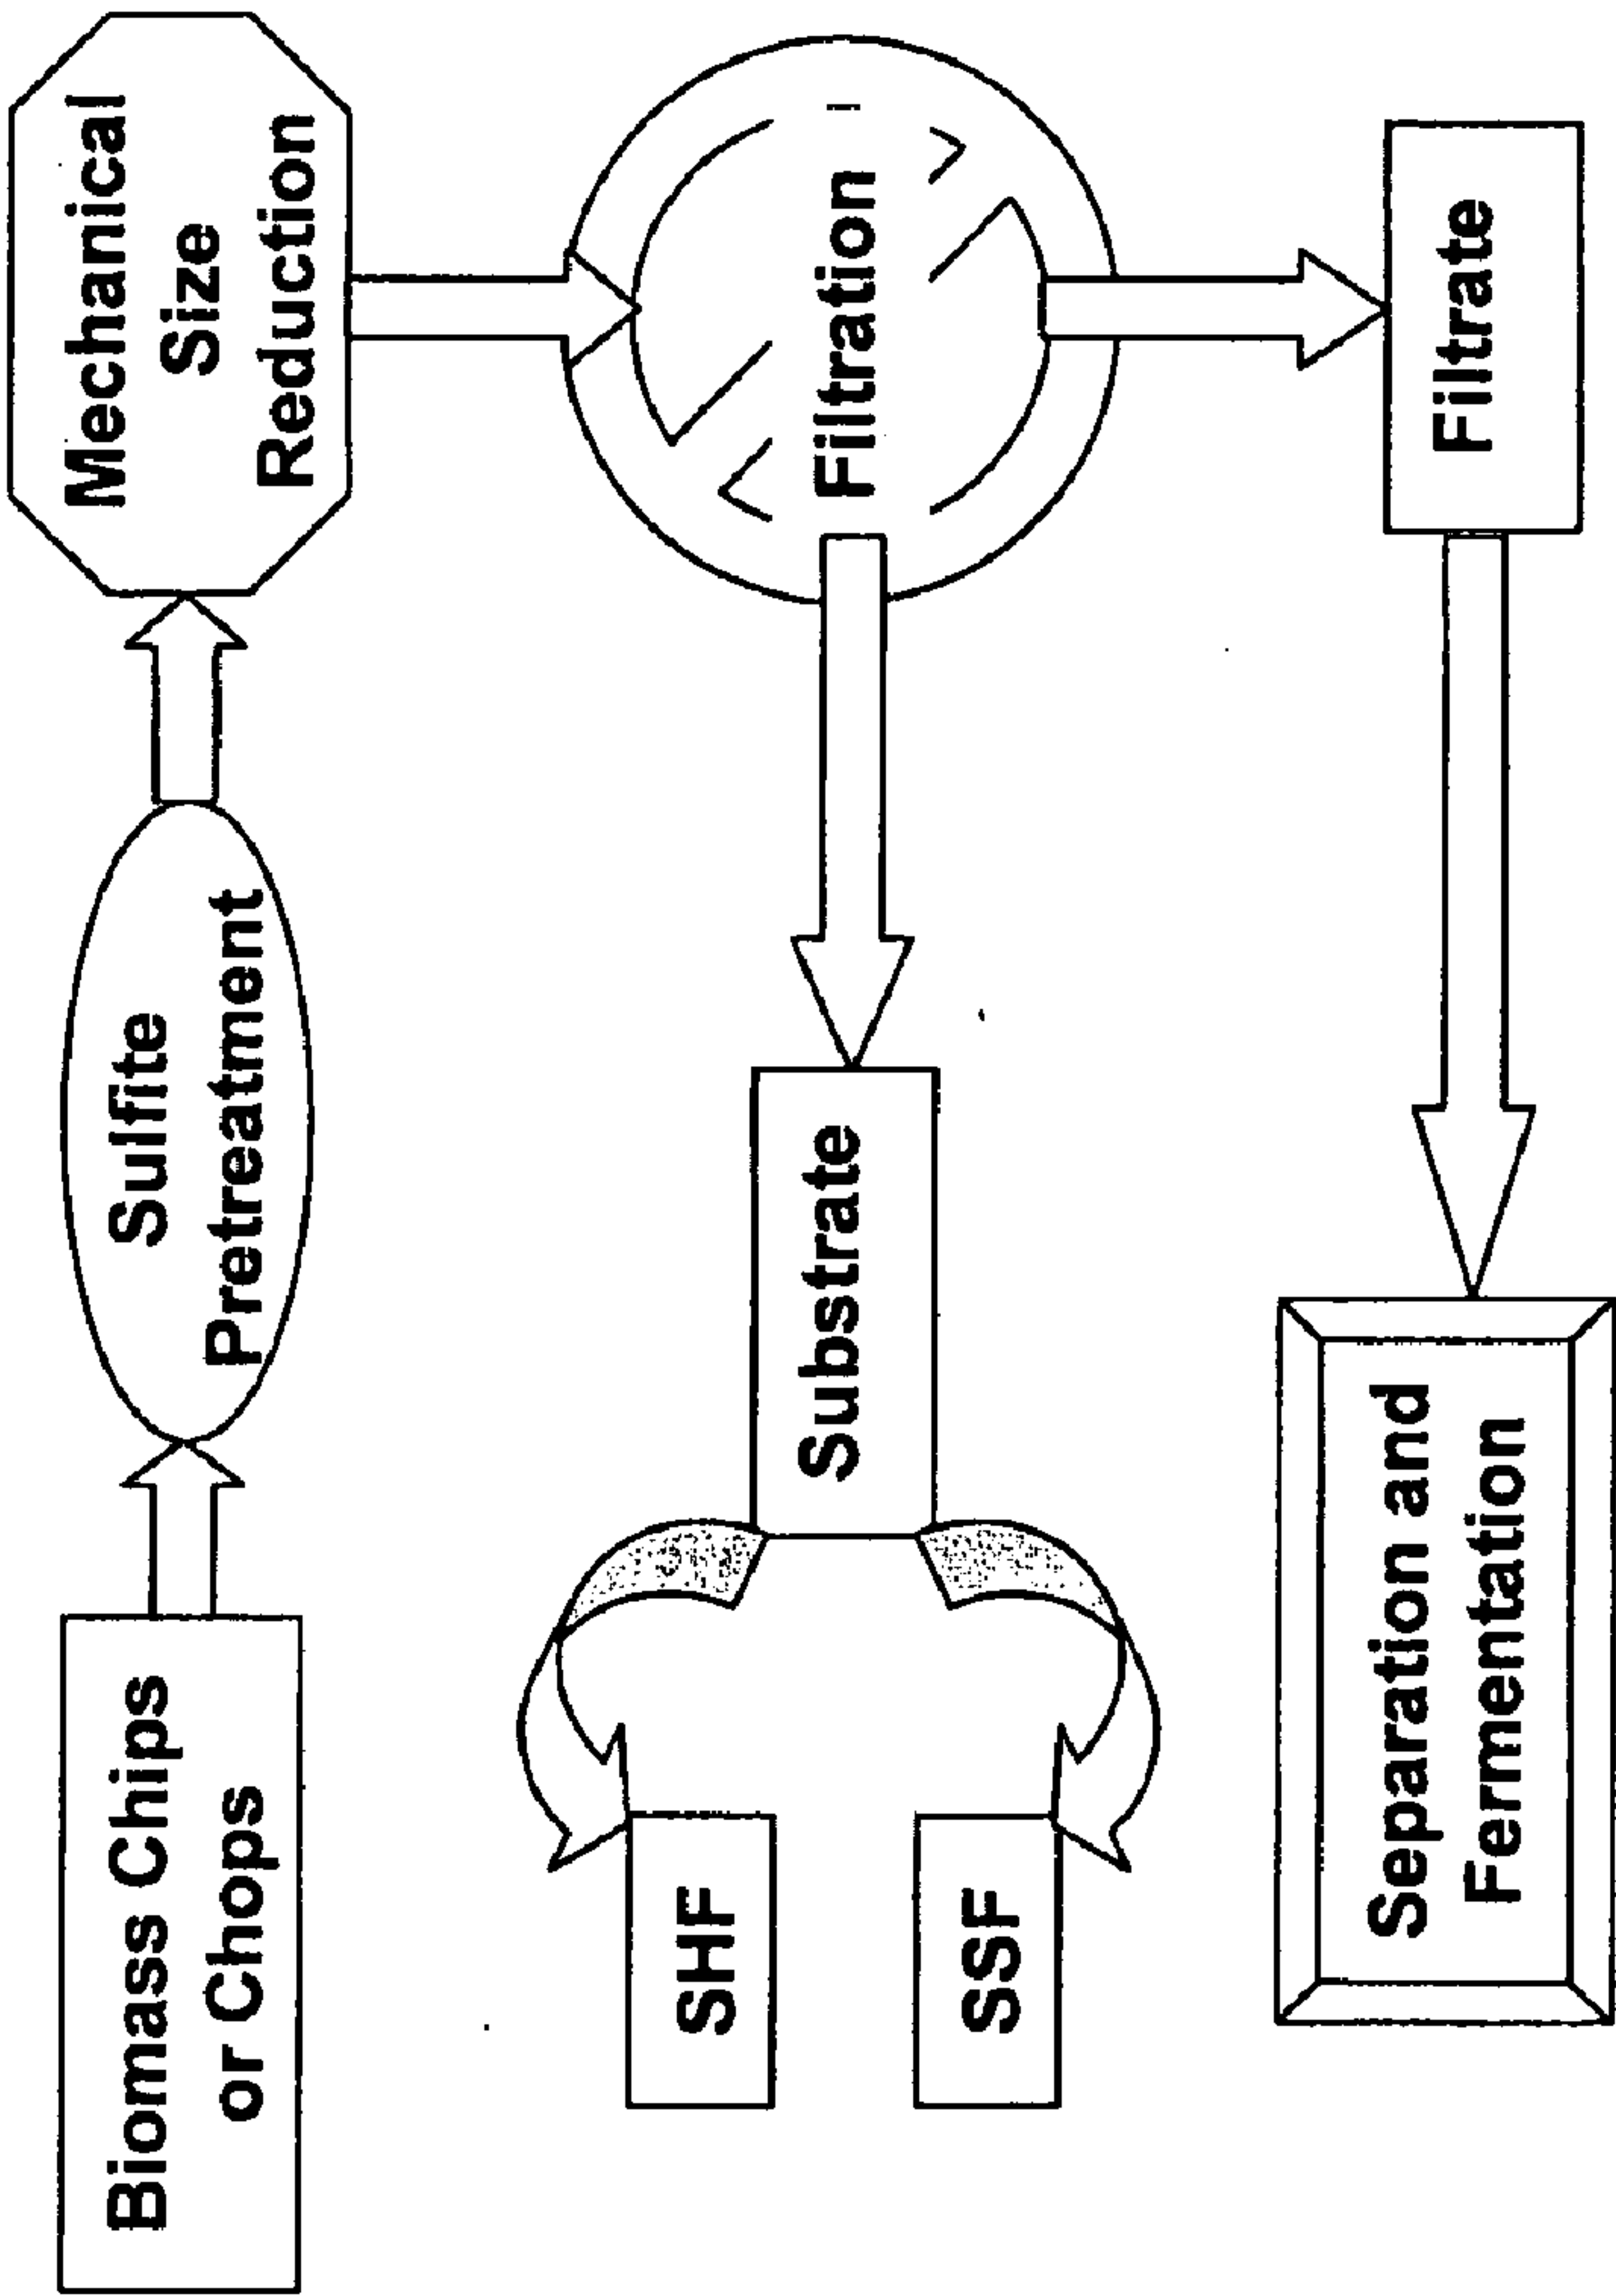 Biomass Chips
or Chops
Sulfite
Pretreatment
Mechanical
Size
Reduction
Filtration
Substrate
SHF
SSF
Filtrate
Separation and
Fermentation